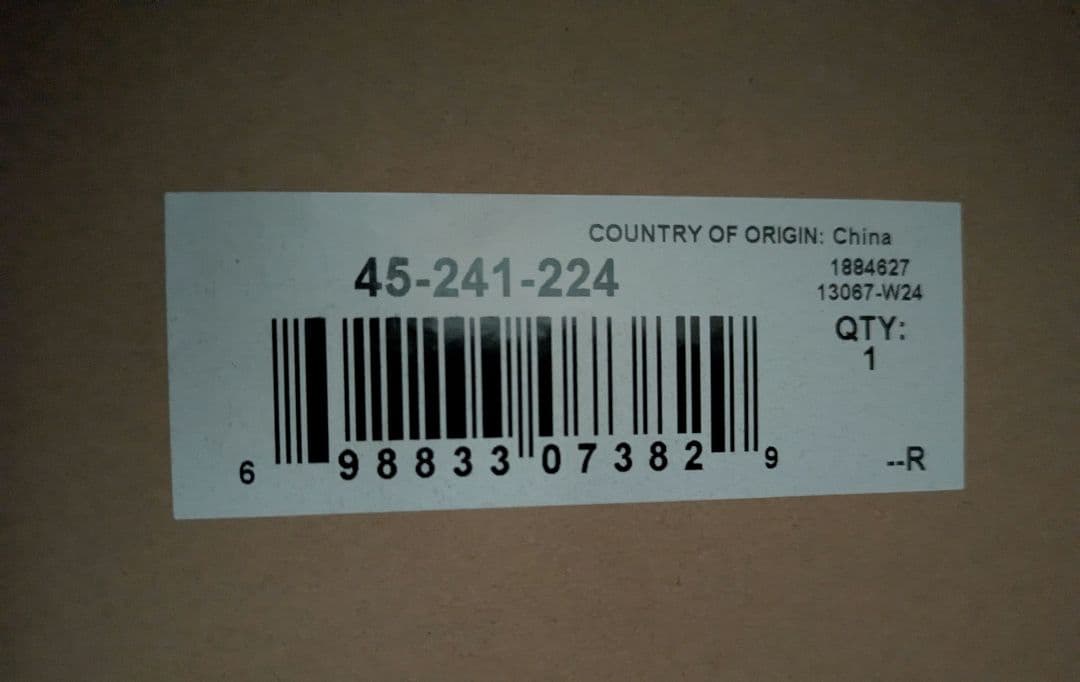 COUNTRY OF ORIGIN: China
45-241-224
1884627
13067-W24
QTY:
1
6 98833 07382 9
--R